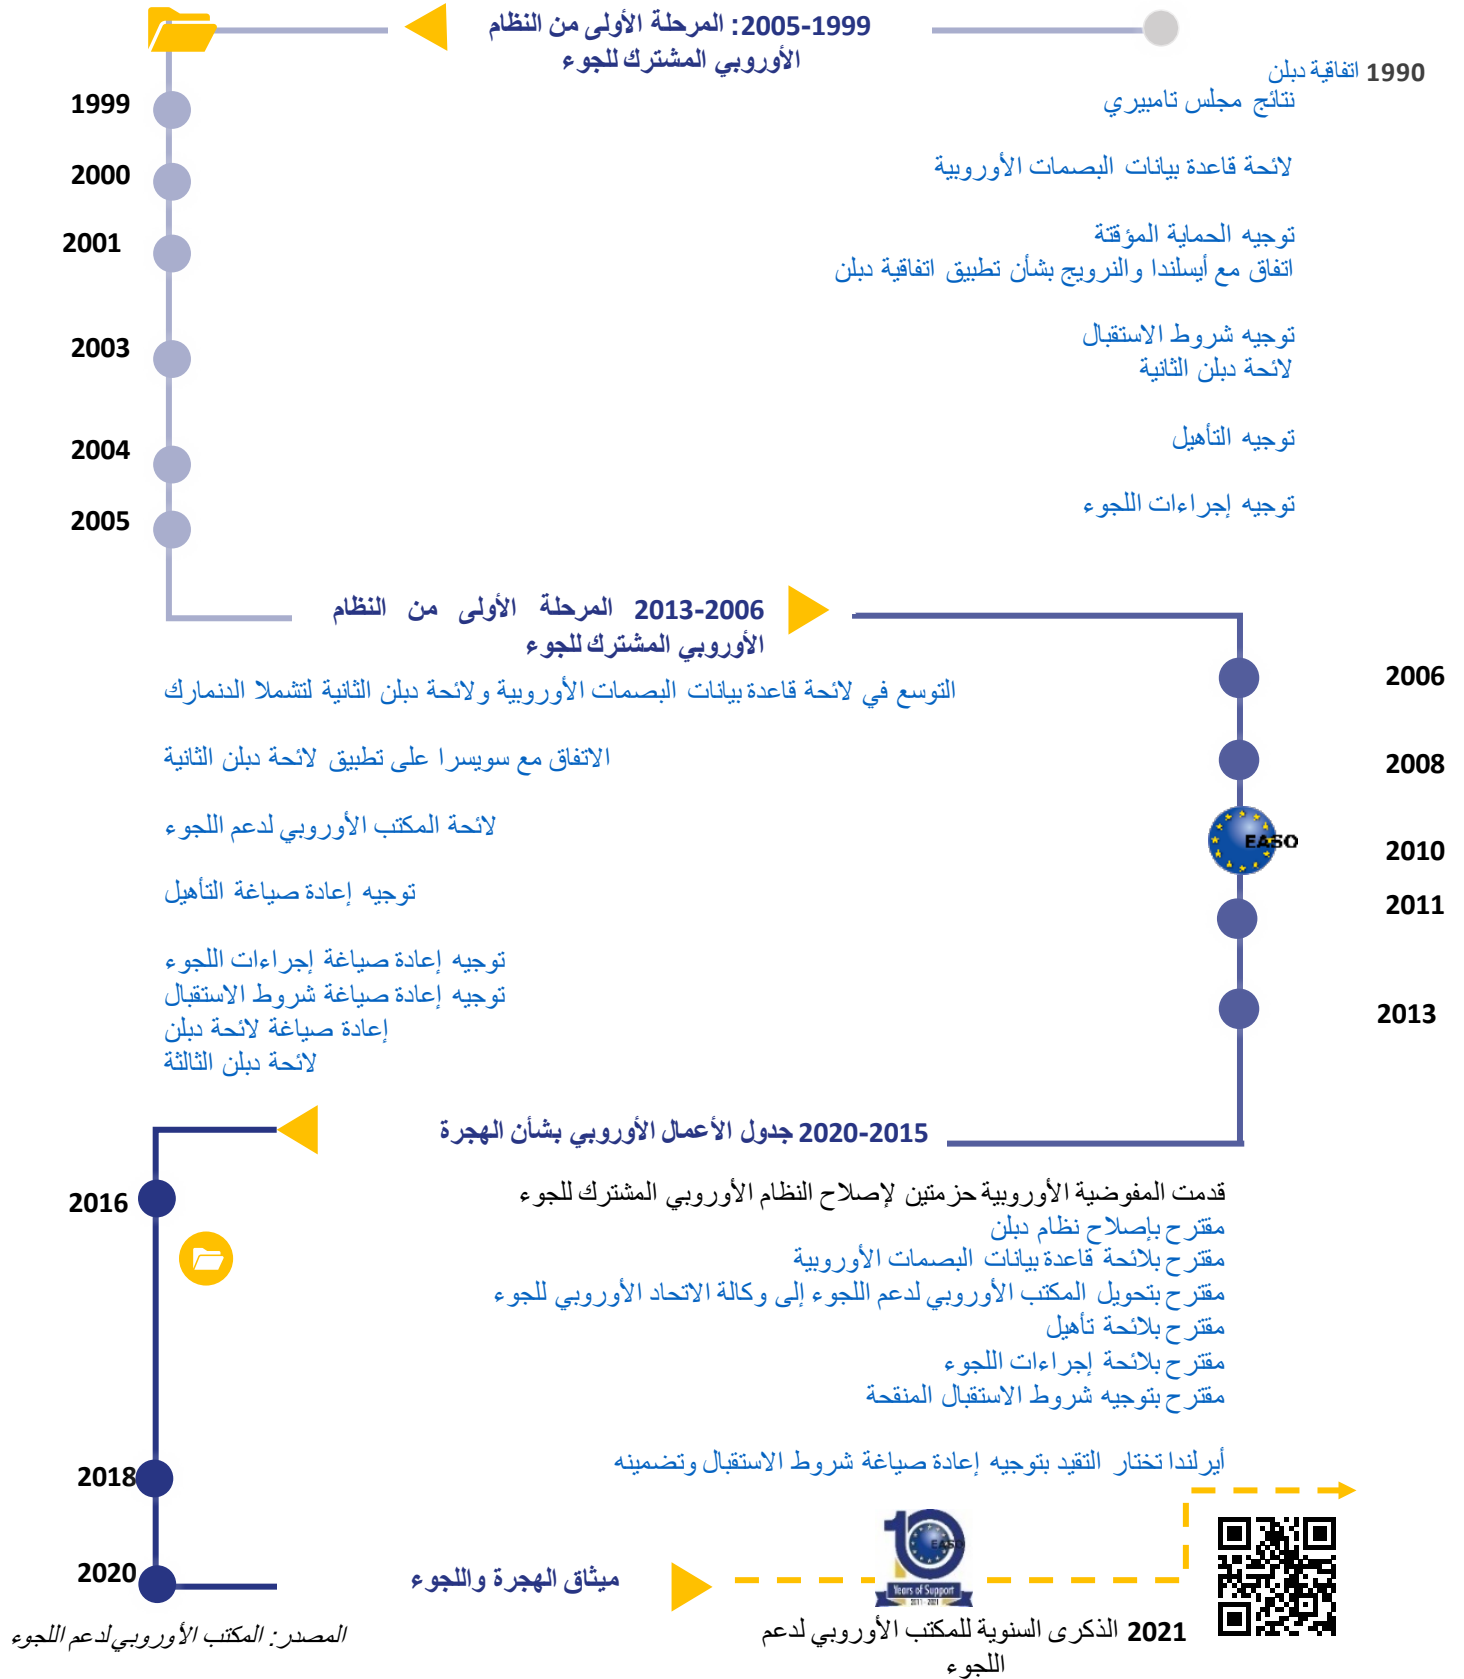 1999-2005: المرحلة الأولى من النظام
الأوروبي المشترك للجوء
1990 اتفاقية دبلن
1999
نتائج مجلس تامبيري
2000
لائحة قاعدة بيانات البصمات الأوروبية
2001
توجيه الحماية المؤقتة
اتفاق مع أيسلندا والنرويج بشأن تطبيق اتفاقية دبلن
2003
توجيه شروط الاستقبال
لائحة دبلن الثانية
2004
توجيه التأهيل
2005
توجيه إجراءات اللجوء
2006-2013 المرحلة الأولى من النظام
الأوروبي المشترك للجوء
2006
التوسع في لائحة قاعدة بيانات البصمات الأوروبية ولائحة دبلن الثانية لتشملا الدنمارك
2008
الاتفاق مع سويسرا على تطبيق لائحة دبلن الثانية
EASO
2010
لائحة المكتب الأوروبي لدعم اللجوء
2011
توجيه إعادة صياغة التأهيل
2013
توجيه إعادة صياغة إجراءات اللجوء
توجيه إعادة صياغة شروط الاستقبال
إعادة صياغة لائحة دبلن
لائحة دبلن الثالثة
2015-2020 جدول الأعمال الأوروبي بشأن الهجرة
2016
قدمت المفوضية الأوروبية حزمتين لإصلاح النظام الأوروبي المشترك للجوء
مقترح بإصلاح نظام دبلن
مقترح بلائحة قاعدة بيانات البصمات الأوروبية
مقترح بتحويل المكتب الأوروبي لدعم اللجوء إلى وكالة الاتحاد الأوروبي للجوء
مقترح بلائحة تأهيل
مقترح بلائحة إجراءات اللجوء
مقترح بتوجيه شروط الاستقبال المنقحة
2018
أيرلندا تختار التقيد بتوجيه إعادة صياغة شروط الاستقبال وتضمينه
2020
ميثاق الهجرة واللجوء
10
EASO
Years of Support
2011 - 2021
2021 الذكرى السنوية للمكتب الأوروبي لدعم
اللجوء
المصدر: المكتب الأوروبي لدعم اللجوء